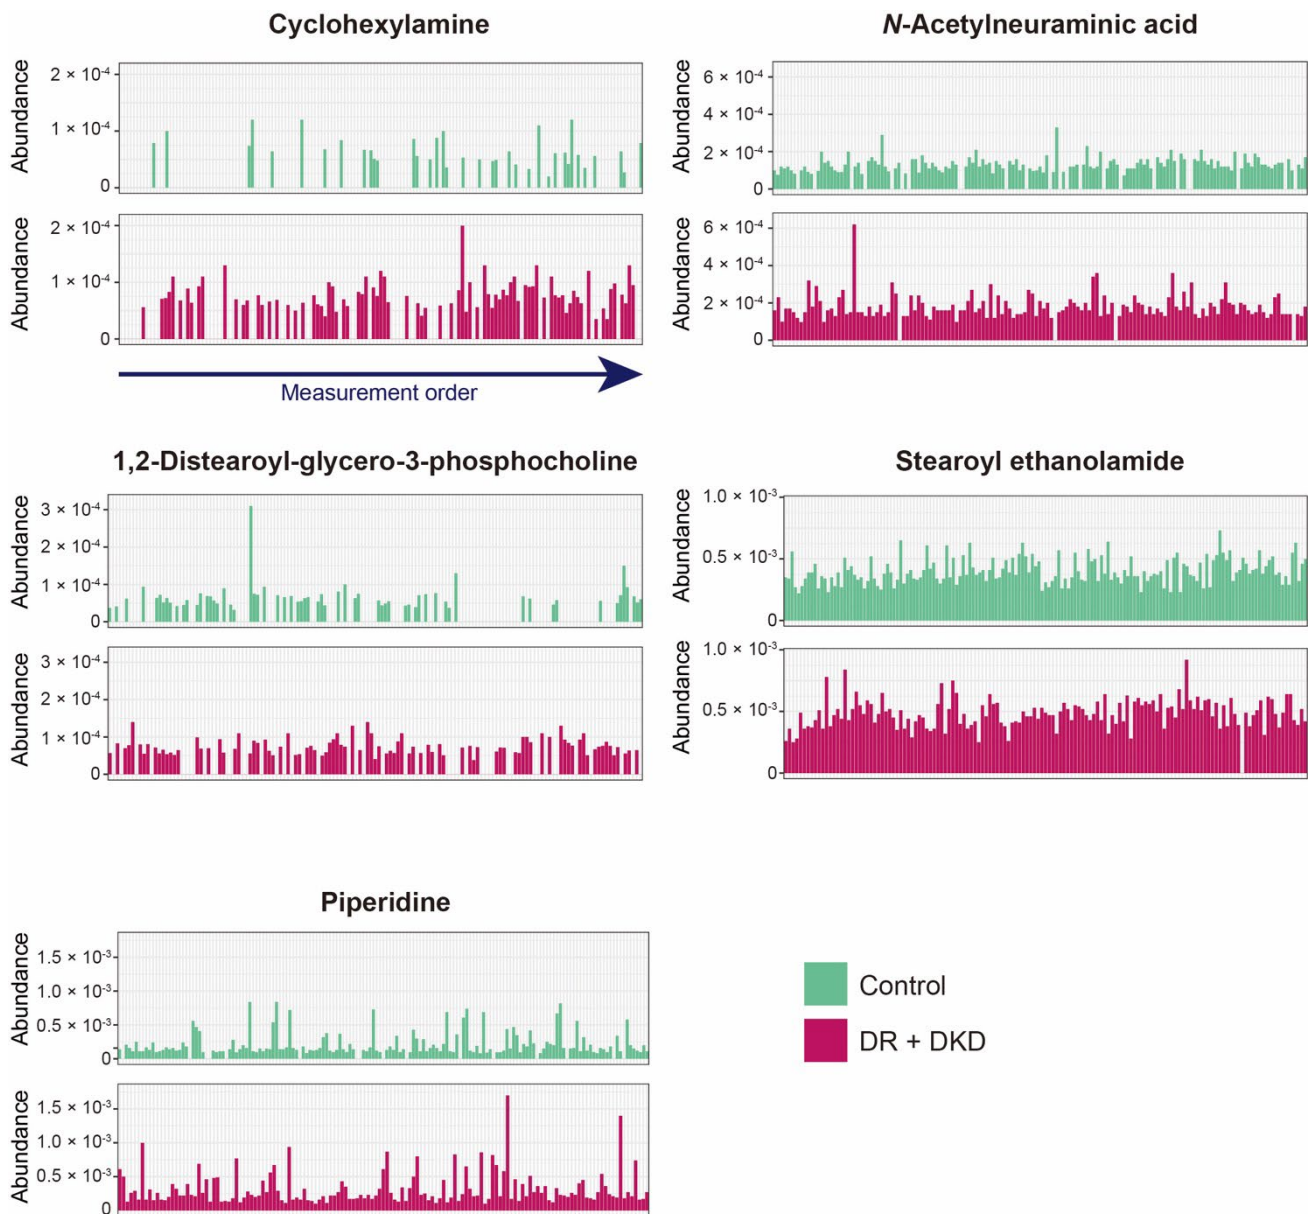 Cyclohexylamine
Abundance
2 × 10⁻⁴
1 × 10⁻⁴
0
Abundance
2 × 10⁻⁴
1 × 10⁻⁴
0
Measurement order
N-Acetylneuraminic acid
Abundance
6 × 10⁻⁴
4 × 10⁻⁴
2 × 10⁻⁴
0
Abundance
6 × 10⁻⁴
4 × 10⁻⁴
2 × 10⁻⁴
0
1,2-Distearoyl-glycero-3-phosphocholine
Abundance
3 × 10⁻⁴
2 × 10⁻⁴
1 × 10⁻⁴
0
Abundance
3 × 10⁻⁴
2 × 10⁻⁴
1 × 10⁻⁴
0
Stearoyl ethanolamide
Abundance
1.0 × 10⁻³
0.5 × 10⁻³
0
Abundance
1.0 × 10⁻³
0.5 × 10⁻³
0
Piperidine
Abundance
1.5 × 10⁻³
1.0 × 10⁻³
0.5 × 10⁻³
0
Abundance
1.5 × 10⁻³
1.0 × 10⁻³
0.5 × 10⁻³
0
Control
DR + DKD